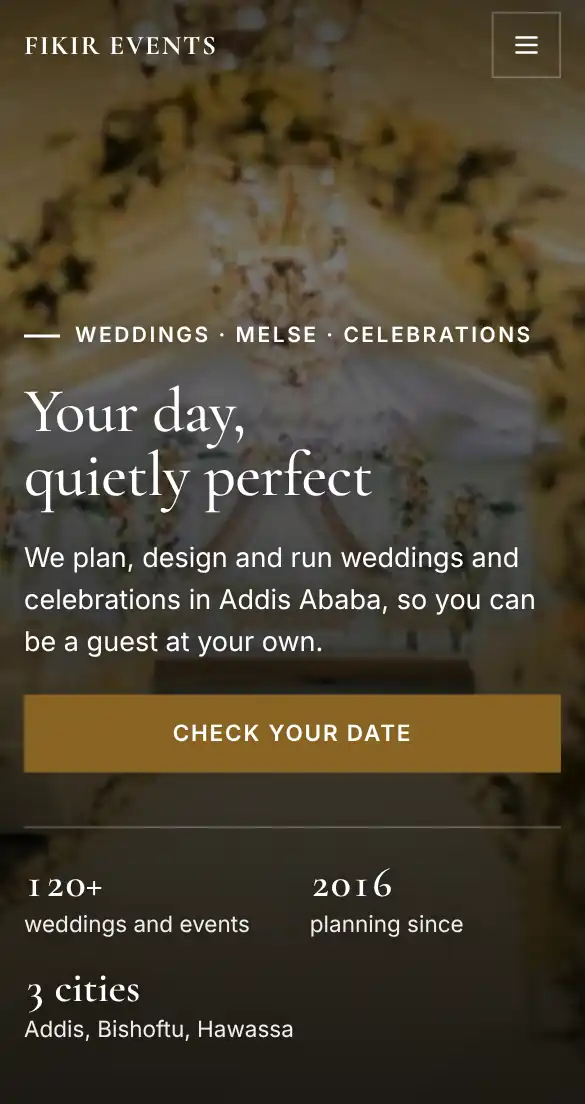 FIKIR EVENTS
WEDDINGS · MELSE · CELEBRATIONS
Your day,
quietly perfect
We plan, design and run weddings and
celebrations in Addis Ababa, so you can
be a guest at your own.
CHECK YOUR DATE
120+
weddings and events
2016
planning since
3 cities
Addis, Bishoftu, Hawassa